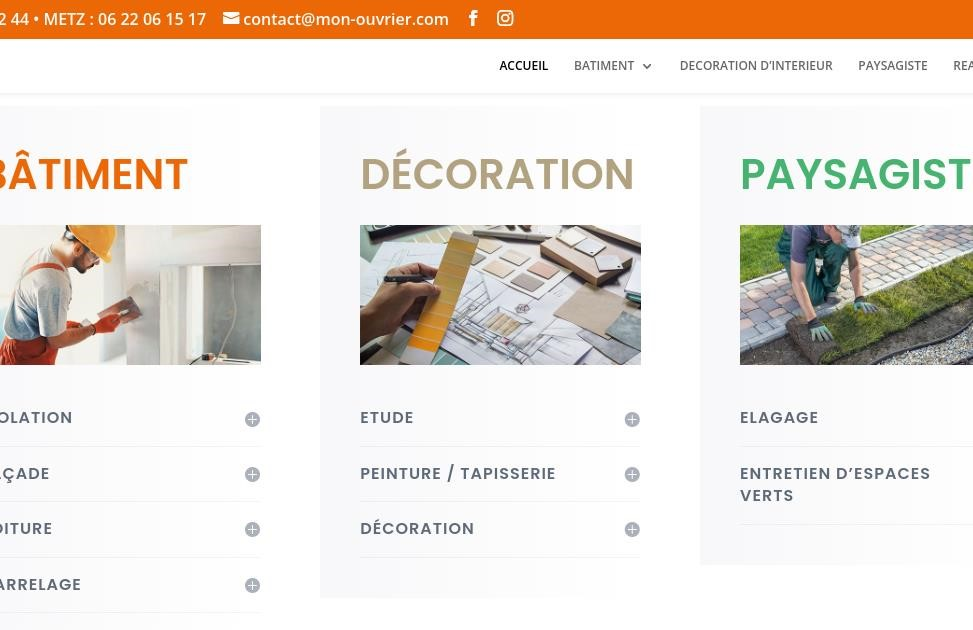 2 44 • METZ : 06 22 06 15 17 contact@mon-ouvrier.com
ACCUEIL BATIMENT DECORATION D'INTERIEUR PAYSAGISTE REA
BÂTIMENT
DÉCORATION
PAYSAGIST
OLATION
ÇADE
OITURE
ARRELAGE
ETUDE
PEINTURE / TAPISSERIE
DÉCORATION
ELAGAGE
ENTRETIEN D'ESPACES
VERTS